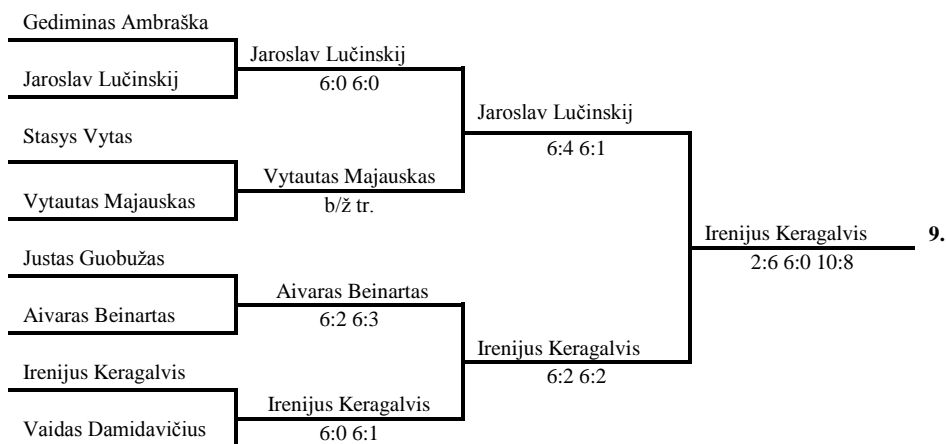 Gediminas Ambraška
Jaroslav Lučinskij
Jaroslav Lučinskij
6:0 6:0
Jaroslav Lučinskij
6:4 6:1
Stasys Vytas
Vytautas Majauskas
Vytautas Majauskas
b/ž tr.
Irenijus Keragalvis
2:6 6:0 10:8
9.
Justas Guobužas
Aivaras Beinartas
Aivaras Beinartas
6:2 6:3
Irenijus Keragalvis
6:2 6:2
Irenijus Keragalvis
Vaidas Damidavičius
Irenijus Keragalvis
6:0 6:1